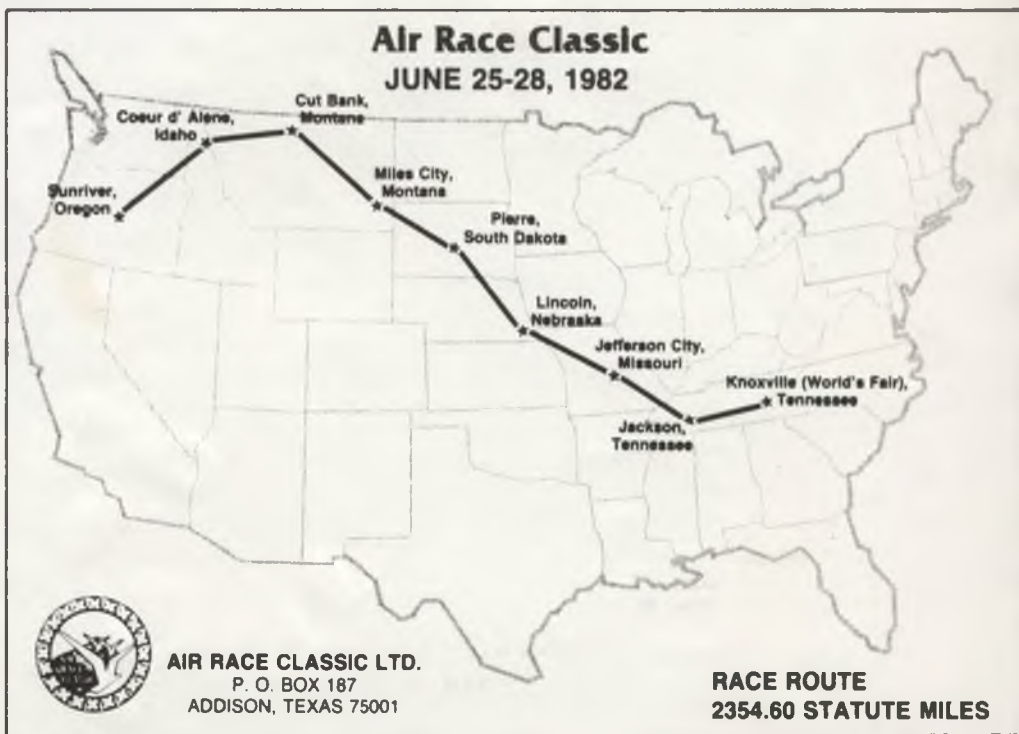 Air Race Classic
JUNE 25-28, 1982
Cut Bank,
Montana
Coeur d' Alene,
Idaho
Sunriver,
Oregon
Miles City,
Montana
Pierre,
South Dakota
Lincoln,
Nebraska
Jefferson City,
Missouri
Knoxville (World's Fair),
Tennessee
Jackson,
Tennessee
AIR RACE CLASSIC LTD.
P. O. BOX 187
ADDISON, TEXAS 75001
RACE ROUTE
2354.60 STATUTE MILES